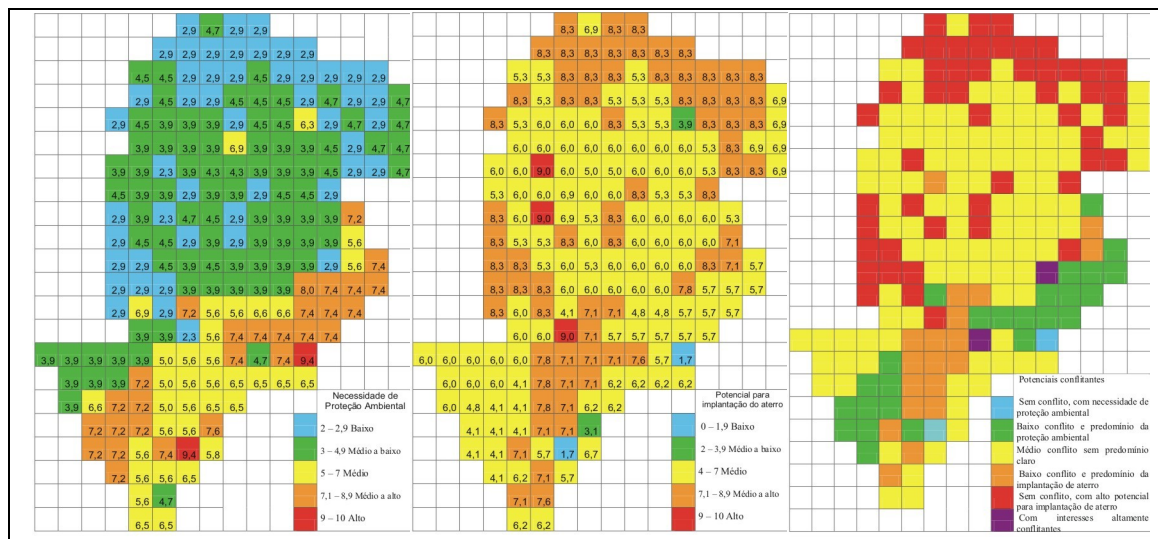 2,9 4,7 2,9 2,9
2,9 2,9 2,9 2,9 2,9 2,9 2,9
4,5 4,5 2,9 2,9 2,9 4,5 2,9 2,9 2,9 2,9 2,9
2,9 4,5 2,9 2,9 4,5 4,5 4,5 2,9 4,7 2,9 2,9 4,7
2,9 4,5 3,9 3,9 3,9 2,9 4,5 4,5 6,3 2,9 4,7 2,9 4,7
3,9 3,9 3,9 3,9 6,9 3,9 3,9 3,9 4,5 2,9 4,7 4,7
3,9 3,9 2,3 3,9 4,3 4,3 3,9 3,9 3,9 4,5 2,9 2,9 4,7
4,5 3,9 3,9 2,9 3,9 3,9 2,9 4,5 4,5 2,9
2,9 3,9 2,3 4,7 4,5 2,9 3,9 3,9 3,9 3,9 7,2
2,9 4,5 4,5 2,9 3,9 2,9 3,9 3,9 3,9 3,9 5,6
2,9 2,9 4,5 3,9 4,5 3,9 3,9 3,9 3,9 2,9 5,6 7,4
2,9 2,9 2,9 3,9 3,9 3,9 3,9 3,9 8,0 7,4 7,4 7,4
2,9 6,9 2,9 7,2 5,6 5,6 6,6 6,6 7,4 7,4 7,4
3,9 3,9 2,3 5,6 7,4 7,4 7,4 7,4 7,4
3,9 3,9 3,9 3,9 3,9 5,0 5,6 5,6 7,4 4,7 7,4 9,4
3,9 3,9 3,9 7,2 5,0 5,6 5,6 6,5 6,5 6,5 6,5
3,9 6,6 7,2 7,2 5,0 5,6 6,5 6,5
7,2 7,2 7,2 5,6 5,6 7,6
7,2 7,2 5,6 7,4 9,4 5,8
7,2 5,6 5,6 6,5
5,6 4,7
6,5 6,5
Necessidade de
Proteção Ambiental
2 – 2,9 Baixo
3 – 4,9 Médio a baixo
5 – 7 Médio
7,1 – 8,9 Médio a alto
9 – 10 Alto
8,3 6,9 8,3 8,3
8,3 8,3 8,3 8,3 8,3 8,3 8,3
5,3 5,3 8,3 8,3 8,3 5,3 8,3 8,3 8,3 8,3 8,3
8,3 5,3 8,3 8,3 5,3 5,3 5,3 8,3 8,3 8,3 8,3 6,9
8,3 5,3 6,0 6,0 6,0 8,3 5,3 5,3 3,9 8,3 8,3 8,3 6,9
6,0 6,0 6,0 6,0 6,0 6,0 6,0 6,0 5,3 8,3 6,9 6,9
6,0 6,0 9,0 6,0 5,0 5,0 6,0 6,0 6,0 5,3 8,3 8,3 6,9
5,3 6,0 6,0 6,9 6,0 6,0 8,3 5,3 5,3 8,3
8,3 6,0 9,0 6,9 5,3 8,3 6,0 6,0 6,0 6,0 5,3
8,3 5,3 5,3 8,3 6,0 8,3 6,0 6,0 6,0 6,0 7,1
8,3 8,3 5,3 6,0 5,3 6,0 6,0 6,0 6,0 8,3 7,1 5,7
8,3 8,3 8,3 6,0 6,0 6,0 6,0 6,0 7,8 5,7 5,7 5,7
8,3 6,0 8,3 4,1 7,1 7,1 4,8 4,8 5,7 5,7 5,7
6,0 6,0 9,0 7,1 5,7 5,7 5,7 5,7 5,7
6,0 6,0 6,0 6,0 6,0 7,8 7,1 7,1 7,1 7,6 5,7 1,7
6,0 6,0 6,0 4,1 7,8 7,1 7,1 6,2 6,2 6,2 6,2
6,0 4,8 4,1 4,1 7,8 7,1 6,2 6,2
4,1 4,1 4,1 7,1 7,1 3,1
4,1 4,1 7,1 5,7 1,7 6,7
4,1 6,2 7,1 5,7
7,1 7,6
6,2 6,2
Potencial para
implantação do aterro
0 – 1,9 Baixo
2 – 3,9 Médio a baixo
4 – 7 Médio
7,1 – 8,9 Médio a alto
9 – 10 Alto
Potenciais conflitantes
Sem conflito, com necessidade de
proteção ambiental
Baixo conflito e predomínio da
proteção ambiental
Médio conflito sem predomínio
claro
Baixo conflito e predomínio da
implantação de aterro
Sem conflito, com alto potencial
para implantação de aterro
Com interesses altamente
conflitantes